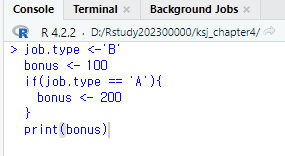 Console Terminal × Background Jobs ×
R R 4.2.2 · D:/Rstudy202300000/ksj_chapter4/
> job.type <-'B'
bonus <- 100
if(job.type == 'A'){
  bonus <- 200
}
print(bonus)